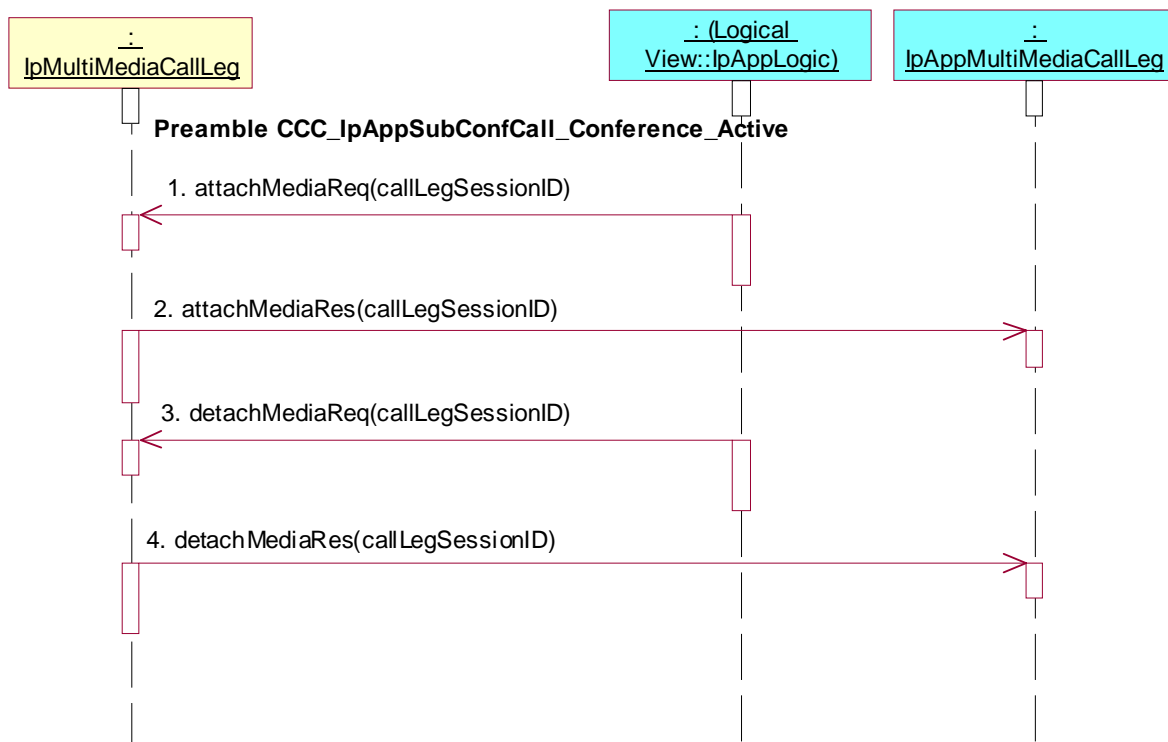 :
IpMultiMediaCallLeg
: (Logical
View::IpAppLogic)
:
IpAppMultiMediaCallLeg
Preamble CCC_IpAppSubConfCall_Conference_Active
1. attachMediaReq(callLegSessionID)
2. attachMediaRes(callLegSessionID)
3. detachMediaReq(callLegSessionID)
4. detachMediaRes(callLegSessionID)